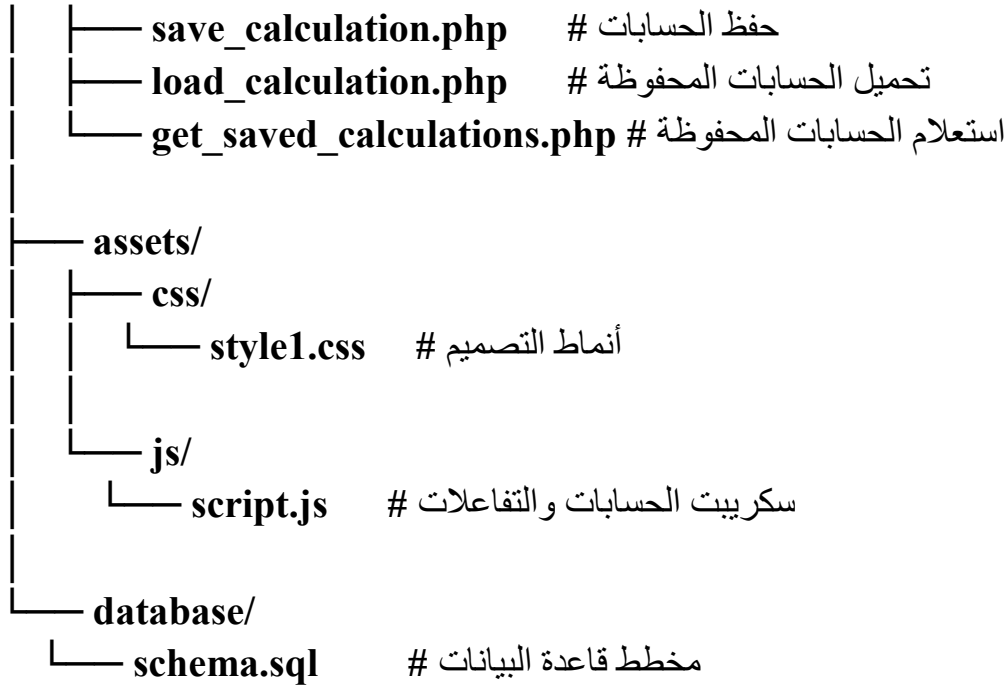 │   ├── save_calculation.php # حفظ الحسابات
│   ├── load_calculation.php # تحميل الحسابات المحفوظة
│   └── get_saved_calculations.php # استعلام الحسابات المحفوظة
│
├── assets/
│   ├── css/
│   │   └── style1.css # أنماط التصميم
│   │
│   └── js/
│       └── script.js # سكريبت الحسابات والتفاعلات
│
└── database/
    └── schema.sql # مخطط قاعدة البيانات